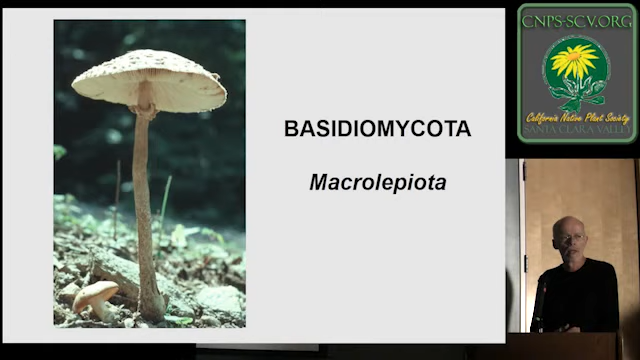 BASIDIOMYCOTA
Macrolepiota
CNPS-SCV.ORG
California Native Plant Society
SANTA CLARA VALLEY